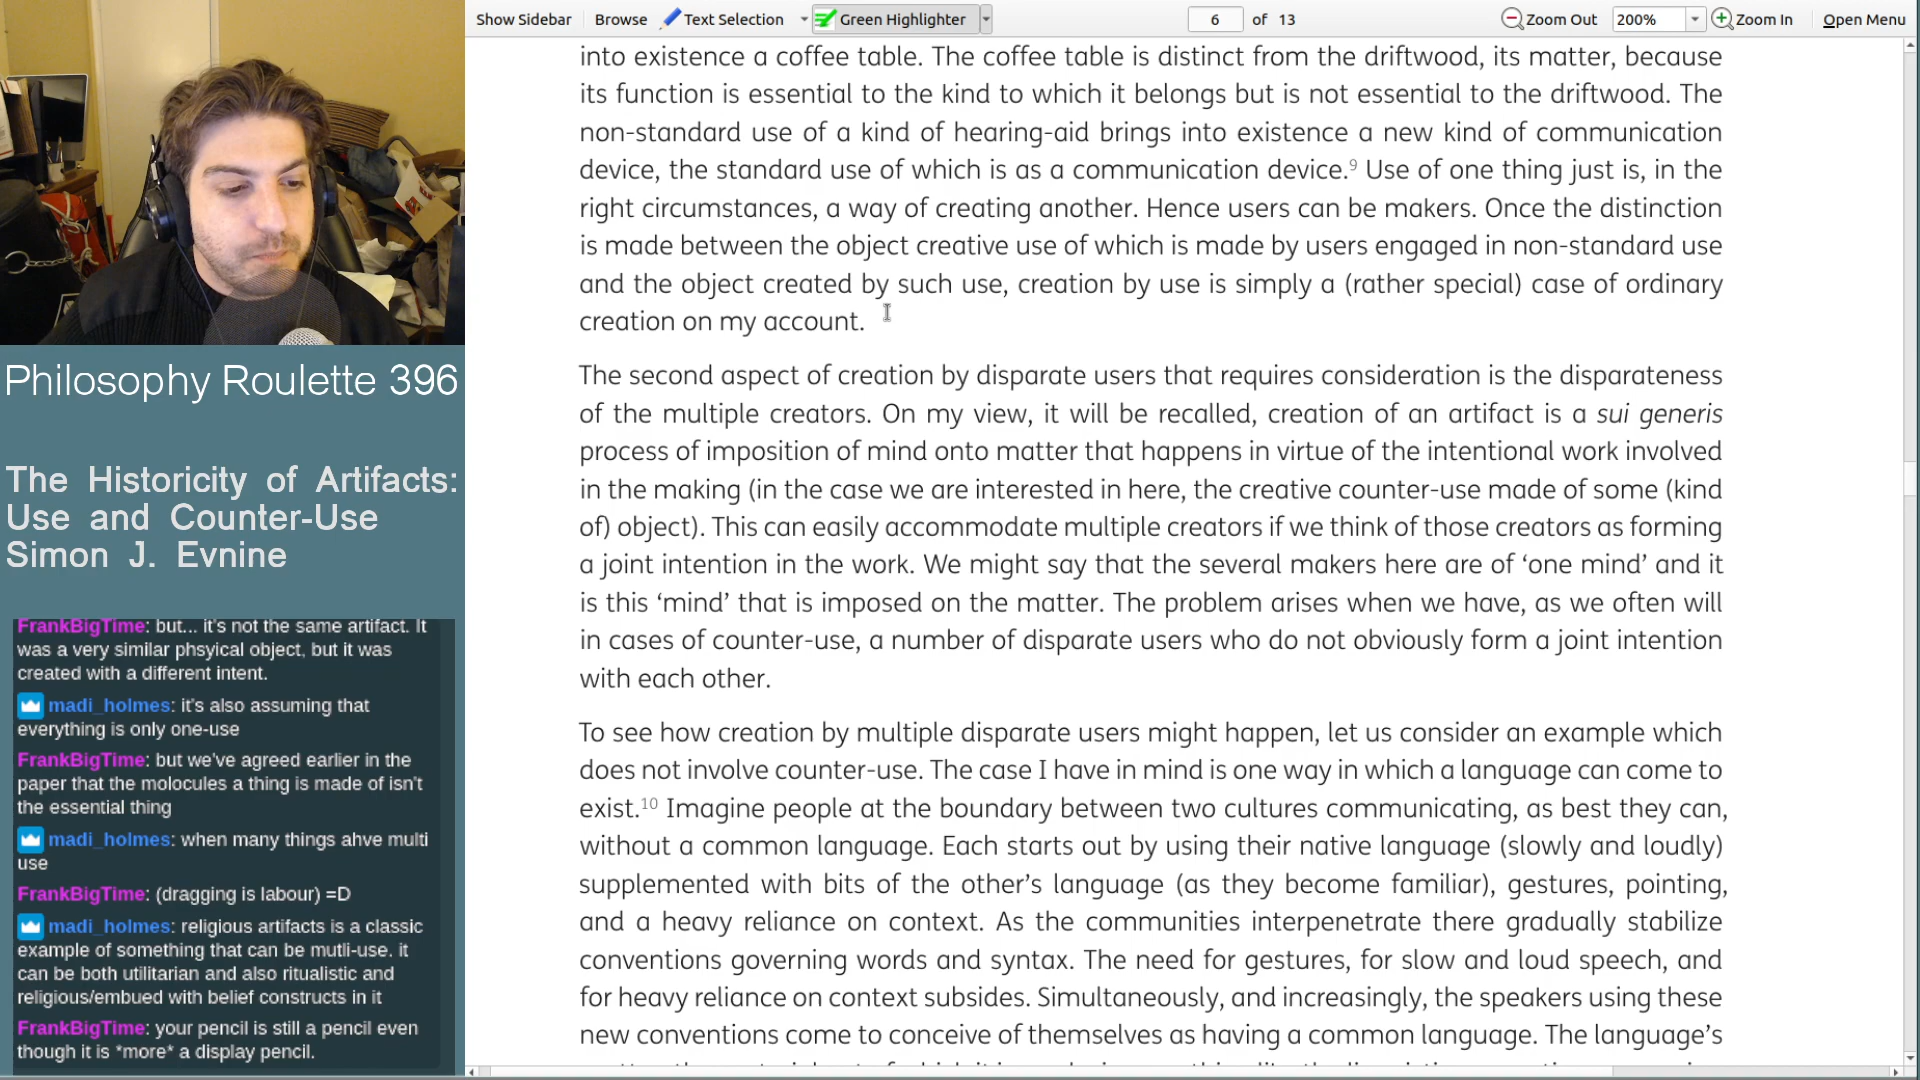 Show Sidebar Browse Text Selection Green Highlighter 6 of 13 Zoom Out 200% Zoom In Open Menu
into existence a coffee table. The coffee table is distinct from the driftwood, its matter, because
its function is essential to the kind to which it belongs but is not essential to the driftwood. The
non-standard use of a kind of hearing-aid brings into existence a new kind of communication
device, the standard use of which is as a communication device.9 Use of one thing just is, in the
right circumstances, a way of creating another. Hence users can be makers. Once the distinction
is made between the object creative use of which is made by users engaged in non-standard use
and the object created by such use, creation by use is simply a (rather special) case of ordinary
creation on my account.
The second aspect of creation by disparate users that requires consideration is the disparateness
of the multiple creators. On my view, it will be recalled, creation of an artifact is a sui generis
process of imposition of mind onto matter that happens in virtue of the intentional work involved
in the making (in the case we are interested in here, the creative counter-use made of some (kind
of) object). This can easily accommodate multiple creators if we think of those creators as forming
a joint intention in the work. We might say that the several makers here are of ‘one mind’ and it
is this ‘mind’ that is imposed on the matter. The problem arises when we have, as we often will
in cases of counter-use, a number of disparate users who do not obviously form a joint intention
with each other.
To see how creation by multiple disparate users might happen, let us consider an example which
does not involve counter-use. The case I have in mind is one way in which a language can come to
exist.10 Imagine people at the boundary between two cultures communicating, as best they can,
without a common language. Each starts out by using their native language (slowly and loudly)
supplemented with bits of the other’s language (as they become familiar), gestures, pointing,
and a heavy reliance on context. As the communities interpenetrate there gradually stabilize
conventions governing words and syntax. The need for gestures, for slow and loud speech, and
for heavy reliance on context subsides. Simultaneously, and increasingly, the speakers using these
new conventions come to conceive of themselves as having a common language. The language’s
Philosophy Roulette 396
The Historicity of Artifacts:
Use and Counter-Use
Simon J. Evnine
FrankBigTime: but... it's not the same artifact. It
was a very similar phsyical object, but it was
created with a different intent.
madi_holmes: it's also assuming that
everything is only one-use
FrankBigTime: but we've agreed earlier in the
paper that the molocules a thing is made of isn't
the essential thing
madi_holmes: when many things ahve multi
use
FrankBigTime: (dragging is labour) =D
madi_holmes: religious artifacts is a classic
example of something that can be mutli-use. it
can be both utilitarian and also ritualistic and
religious/embued with belief constructs in it
FrankBigTime: your pencil is still a pencil even
though it is *more* a display pencil.